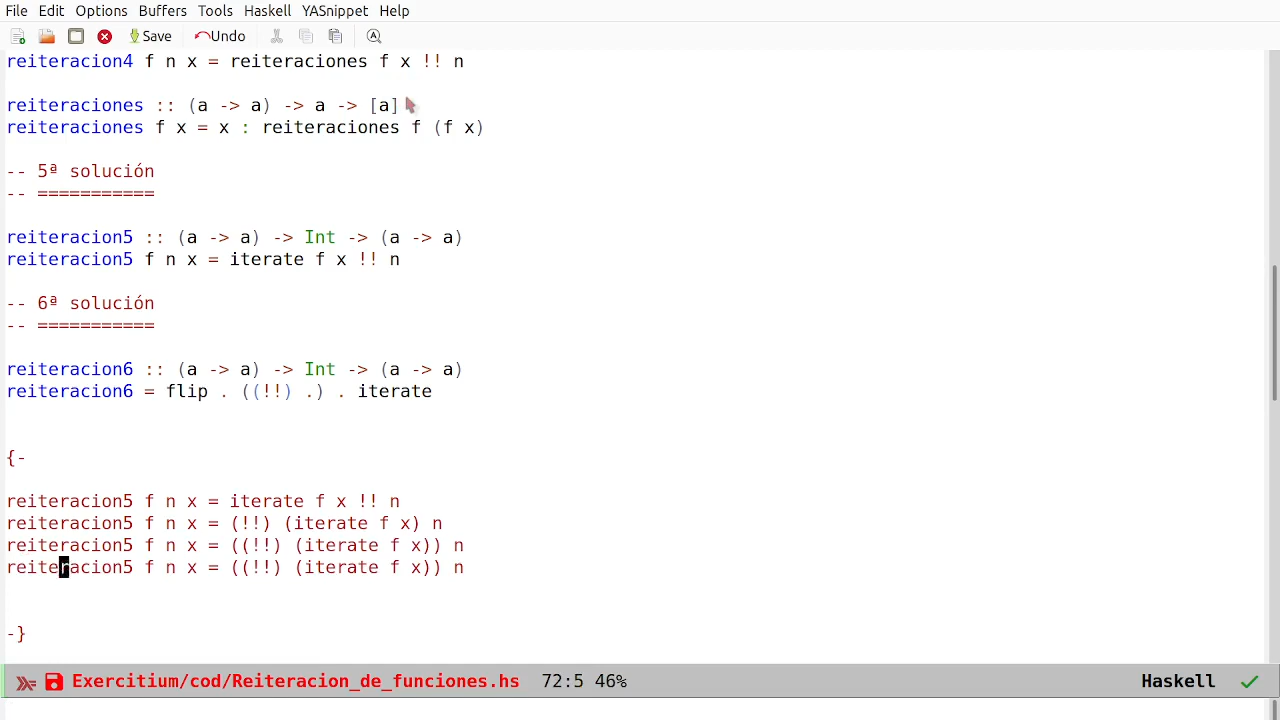 File Edit Options Buffers Tools Haskell YASnippet Help
Save Undo
reiteracion4 f n x = reiteraciones f x !! n
reiteraciones :: (a -> a) -> a -> [a]
reiteraciones f x = x : reiteraciones f (f x)
-- 5ª solución
-- ===========
reiteracion5 :: (a -> a) -> Int -> (a -> a)
reiteracion5 f n x = iterate f x !! n
-- 6ª solución
-- ===========
reiteracion6 :: (a -> a) -> Int -> (a -> a)
reiteracion6 = flip . ((!!) .) . iterate
{-
reiteracion5 f n x = iterate f x !! n
reiteracion5 f n x = (!!) (iterate f x) n
reiteracion5 f n x = ((!!) (iterate f x)) n
reiteracion5 f n x = ((!!) (iterate f x)) n
-}
Exercitium/cod/Reiteracion_de_funciones.hs 72:5 46% Haskell